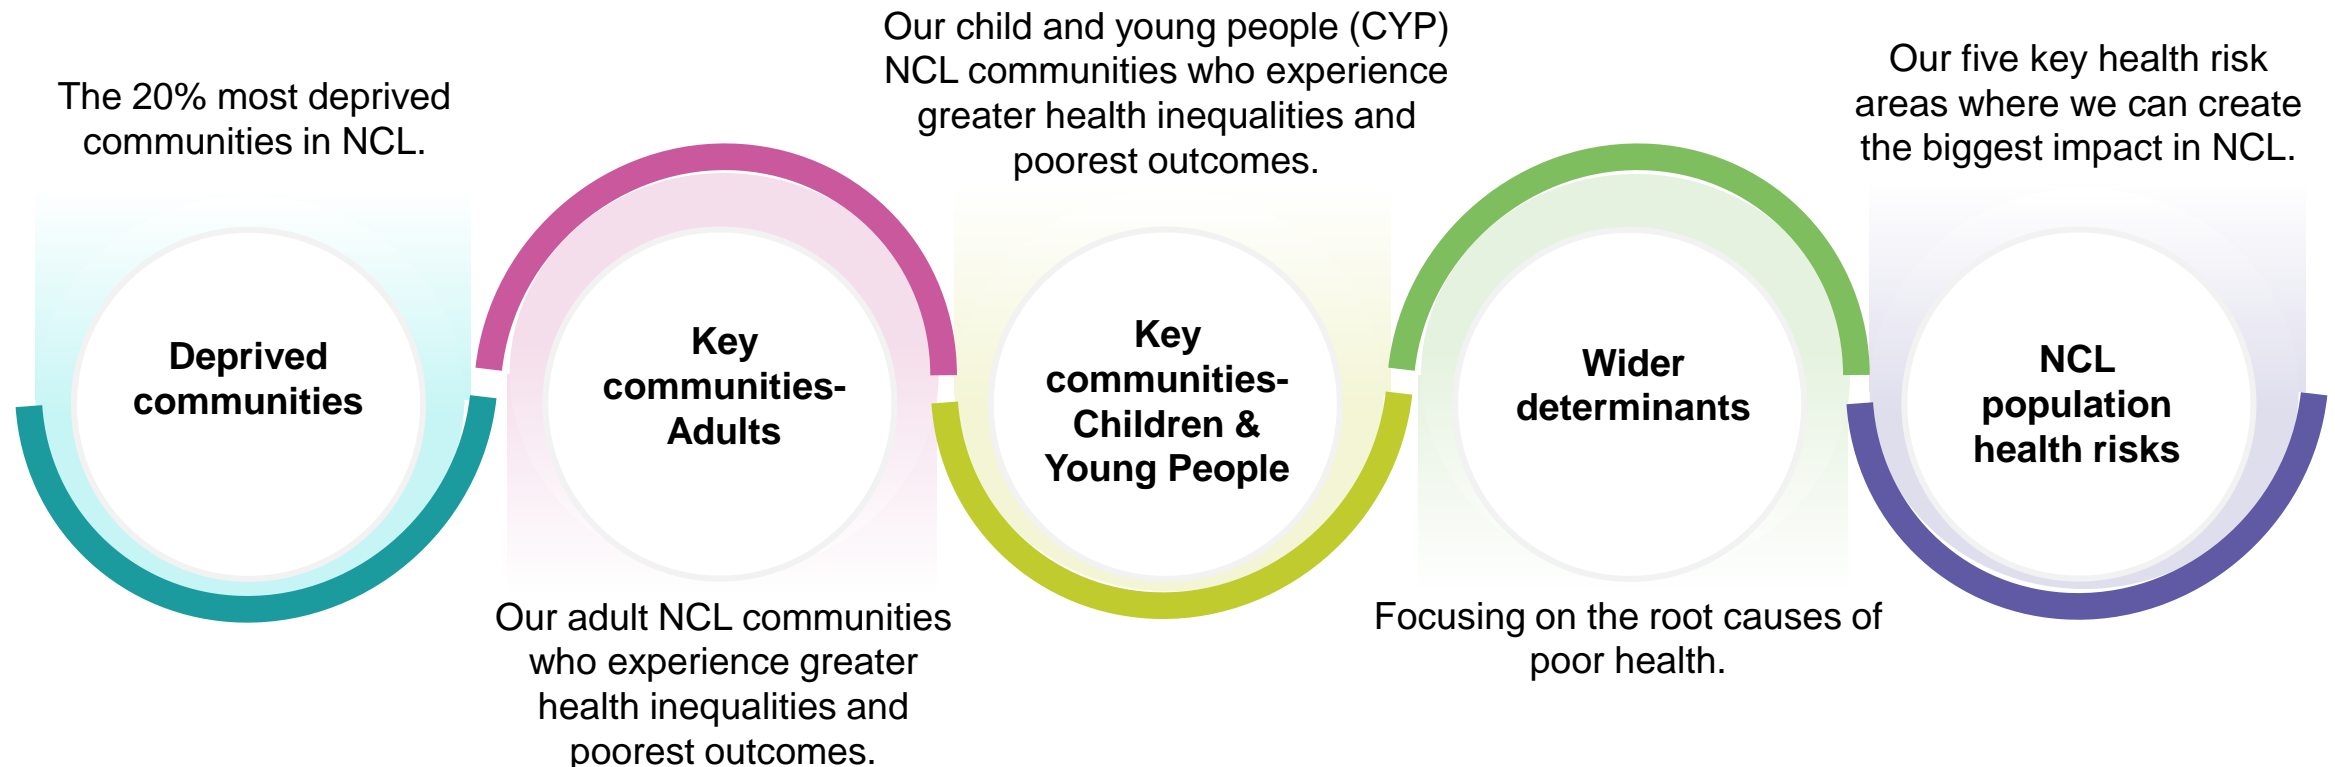 The 20% most deprived
communities in NCL.
Deprived
communities
Key
communities-
Adults
Our adult NCL communities
who experience greater
health inequalities and
poorest outcomes.
Our child and young people (CYP)
NCL communities who experience
greater health inequalities and
poorest outcomes.
Key
communities-
Children &
Young People
Wider
determinants
Focusing on the root causes of
poor health.
Our five key health risk
areas where we can create
the biggest impact in NCL.
NCL
population
health risks